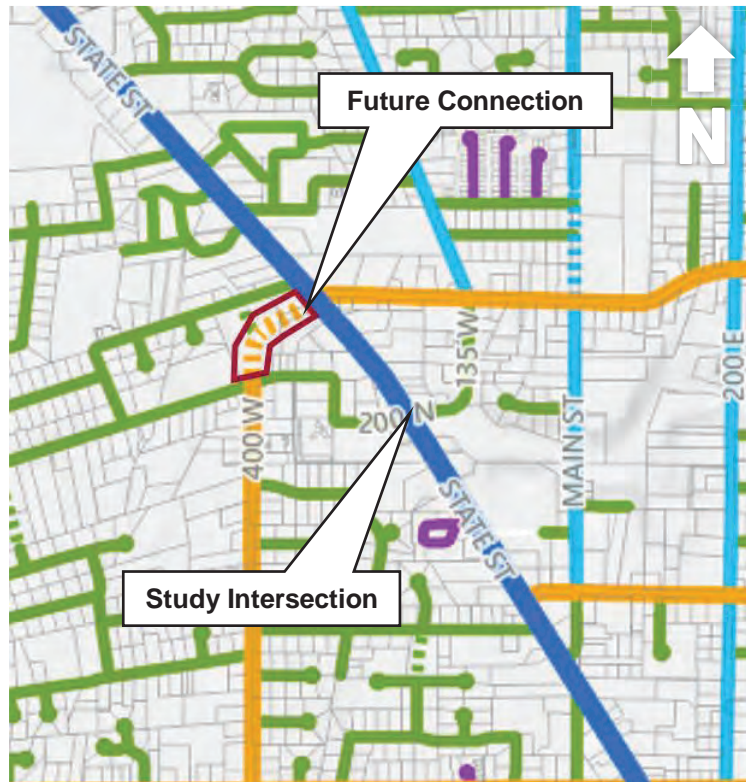 STATE ST
Future Connection
N
135 W
200 E
200 N
400 W
MAIN ST
STATE ST
Study Intersection